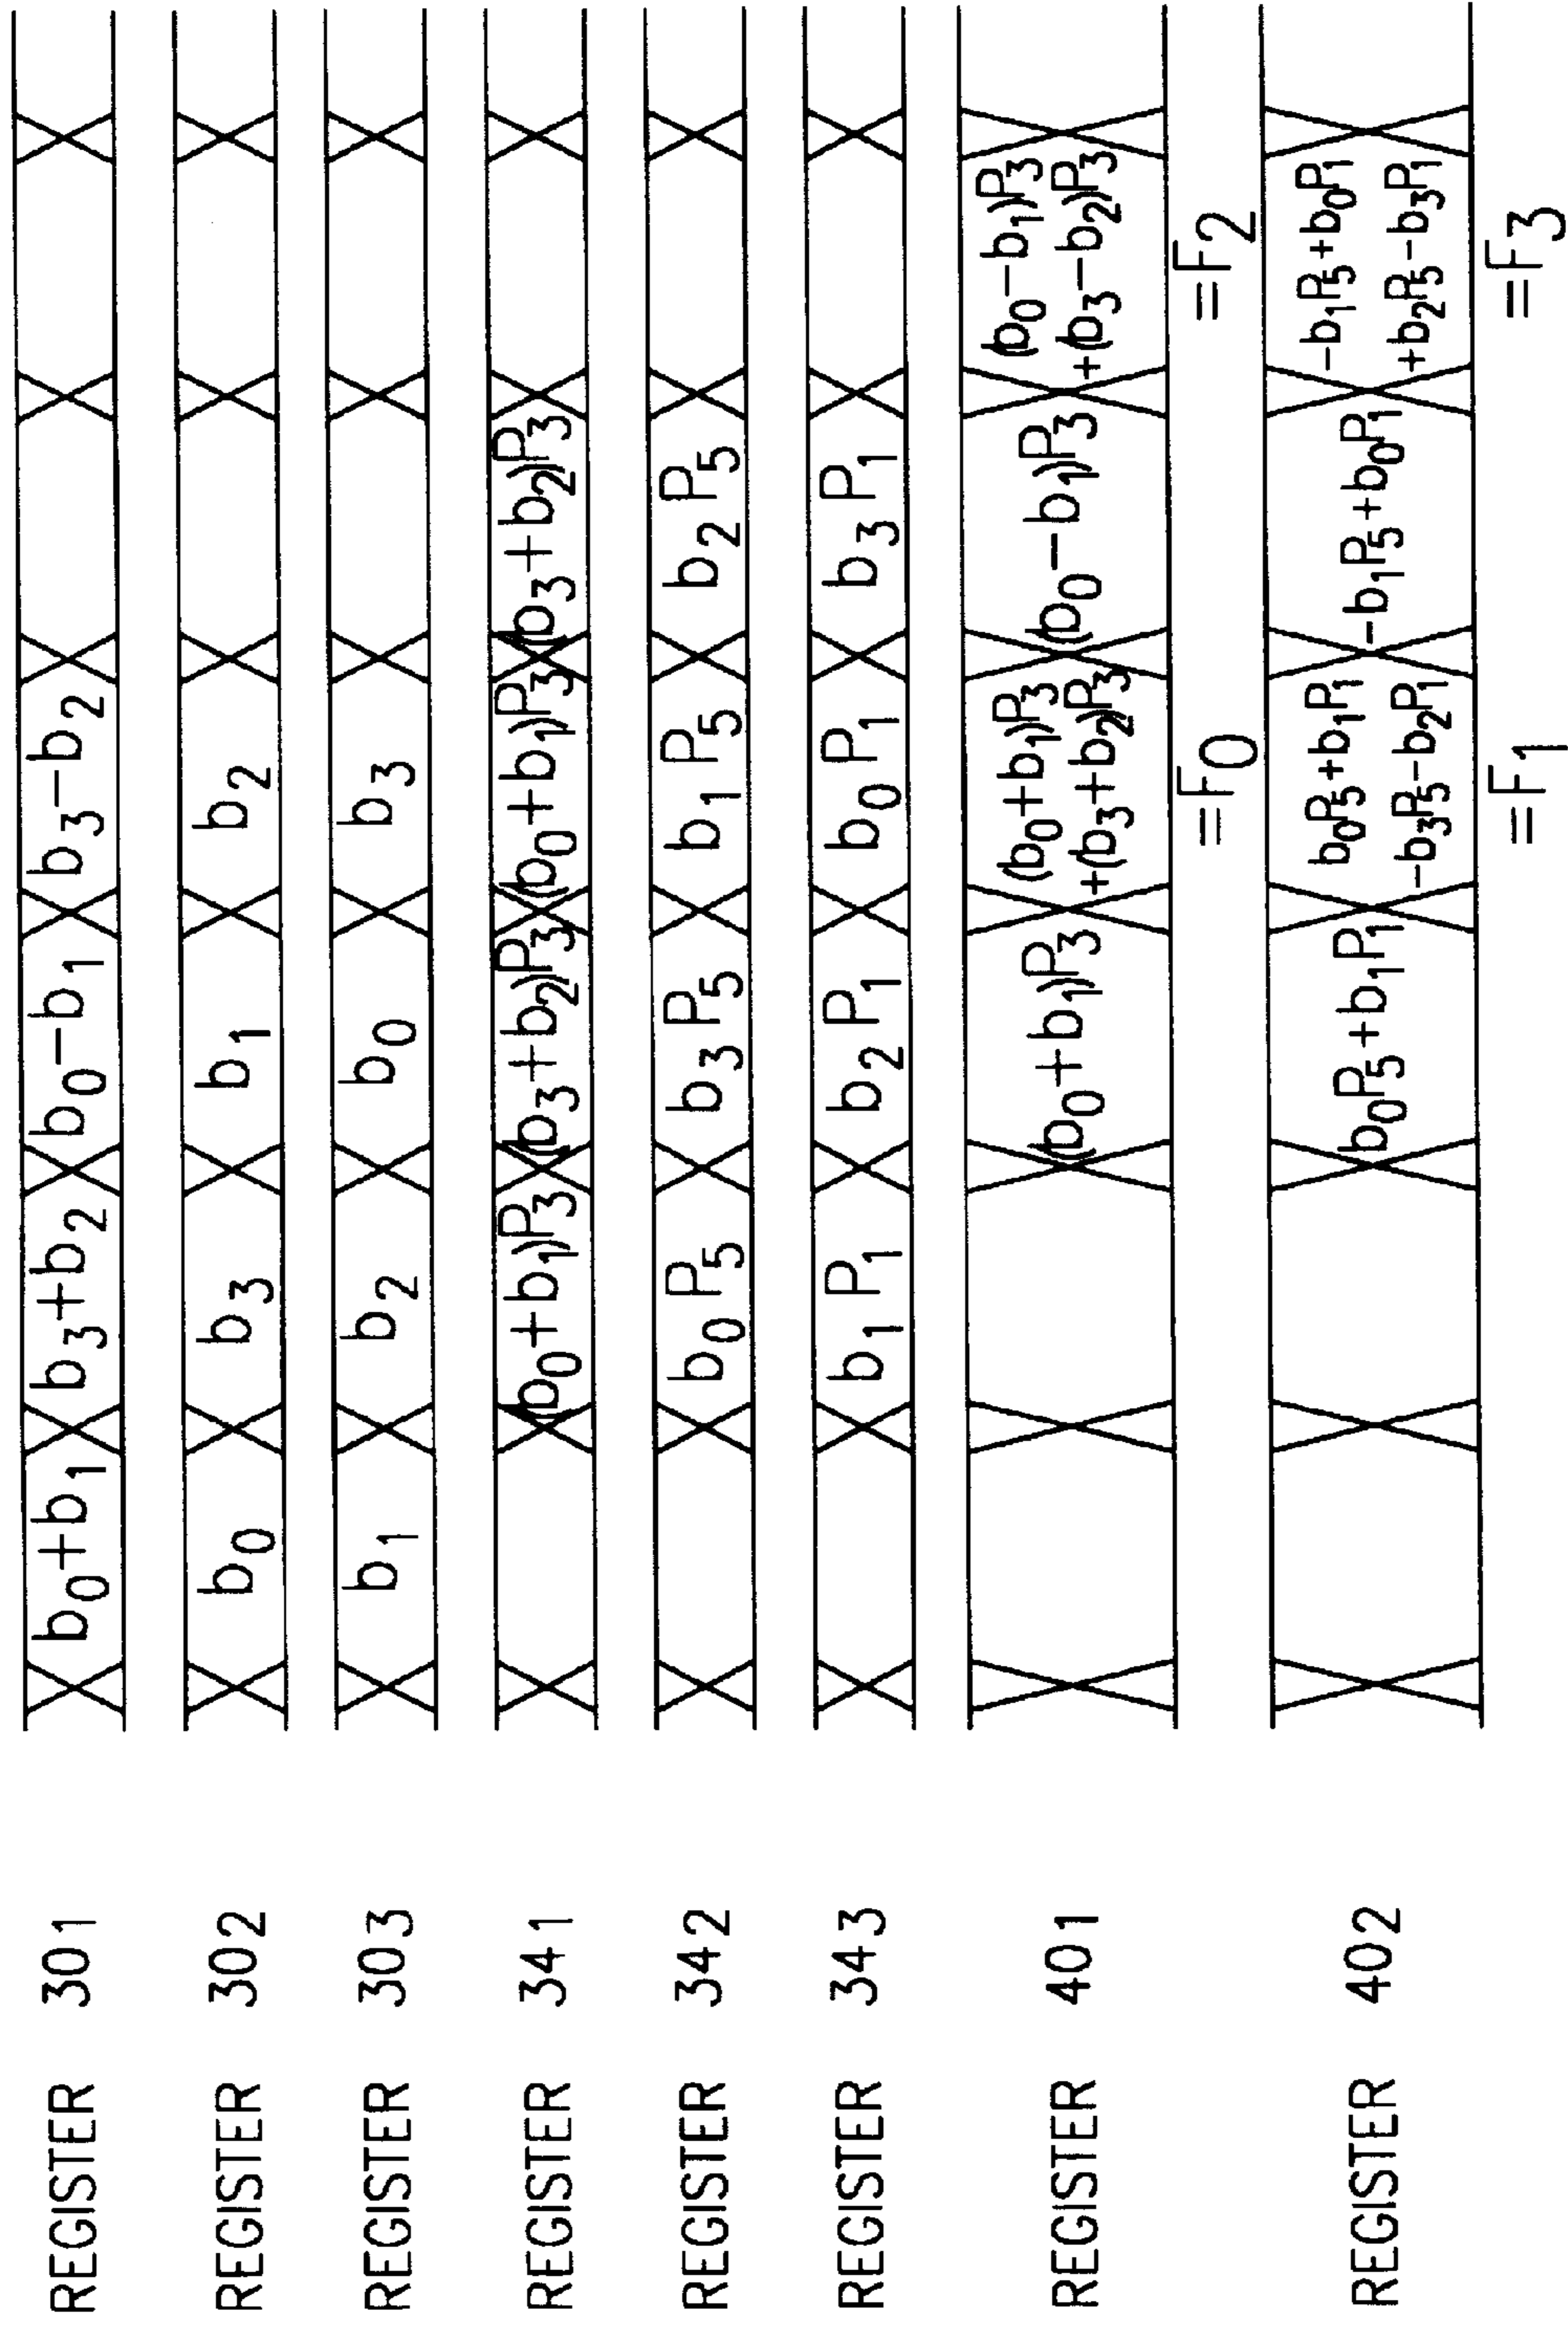 REGISTER 301 b₀+b₁ b₃+b₂ b₀−b₁ b₃−b₂
REGISTER 302 b₀ b₃ b₁ b₂
REGISTER 303 b₁ b₂ b₀ b₃
REGISTER 341 (b₀+b₁)P₃ (b₃+b₂)P₃ (b₀+b₁)P₃ (b₃+b₂)P₃
REGISTER 342 b₀P₅ b₃P₅ b₁P₅ b₂P₅
REGISTER 343 b₁P₁ b₂P₁ b₀P₁ b₃P₁
REGISTER 401 (b₀+b₁)P₃ (b₀+b₁)P₃ (b₀−b₁)P₃ (b₀−b₁)P₃
+(b₃+b₂)P₃ +(b₃−b₂)P₃
=F₀ =F₂
REGISTER 402 b₀P₅+b₁P₁ b₀P₅+b₁P₁ −b₁P₅+b₀P₁ −b₁P₅+b₀P₁
−b₃P₅−b₂P₁ +b₂P₅−b₃P₁
=F₁ =F₃